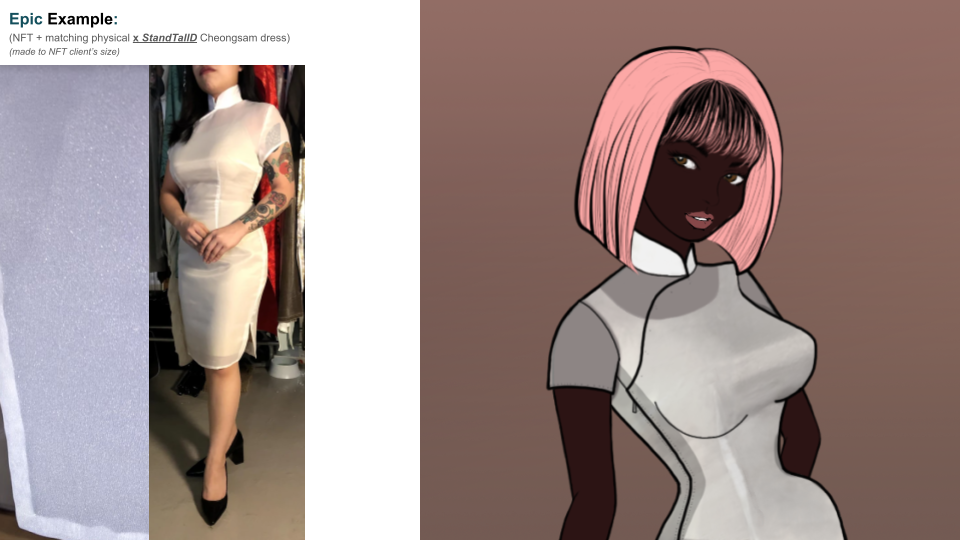 Epic Example:
(NFT + matching physical x StandTallD Cheongsam dress)
(made to NFT client's size)